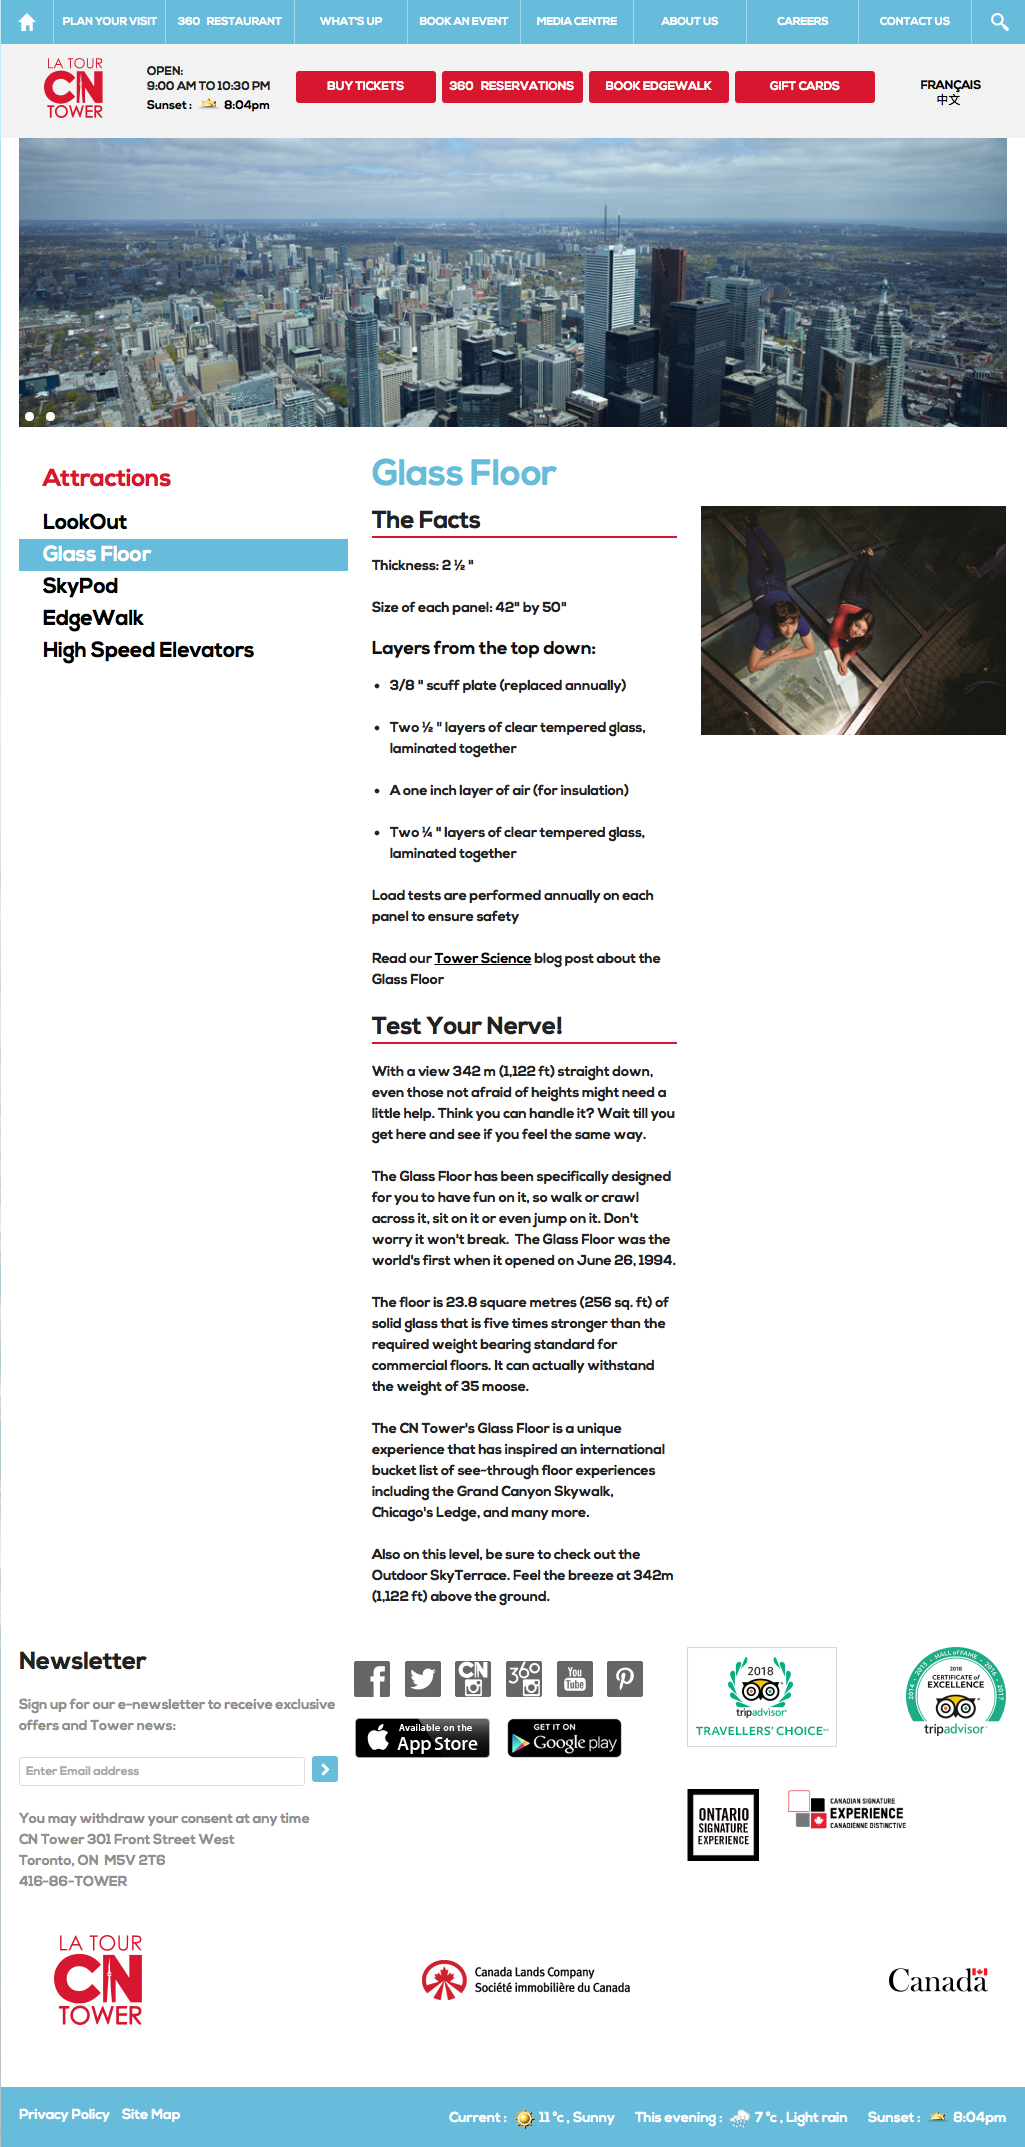 PLAN YOUR VISIT
360 RESTAURANT
WHAT'S UP
BOOK AN EVENT
MEDIA CENTRE
ABOUT US
CAREERS
CONTACT US
LA TOUR
CN
TOWER
OPEN:
9:00 AM TO 10:30 PM
Sunset : 8:04pm
BUY TICKETS
360 RESERVATIONS
BOOK EDGEWALK
GIFT CARDS
FRANÇAIS
中文
Attractions
LookOut
Glass Floor
SkyPod
EdgeWalk
High Speed Elevators
Glass Floor
The Facts
Thickness: 2 ½ "
Size of each panel: 42" by 50"
Layers from the top down:
• 3/8 " scuff plate (replaced annually)
• Two ½ " layers of clear tempered glass,
laminated together
• A one inch layer of air (for insulation)
• Two ¼ " layers of clear tempered glass,
laminated together
Load tests are performed annually on each
panel to ensure safety
Read our Tower Science blog post about the
Glass Floor
Test Your Nerve!
With a view 342 m (1,122 ft) straight down,
even those not afraid of heights might need a
little help. Think you can handle it? Wait till you
get here and see if you feel the same way.
The Glass Floor has been specifically designed
for you to have fun on it, so walk or crawl
across it, sit on it or even jump on it. Don't
worry it won't break. The Glass Floor was the
world's first when it opened on June 26, 1994.
The floor is 23.8 square metres (256 sq. ft) of
solid glass that is five times stronger than the
required weight bearing standard for
commercial floors. It can actually withstand
the weight of 35 moose.
The CN Tower's Glass Floor is a unique
experience that has inspired an international
bucket list of see-through floor experiences
including the Grand Canyon Skywalk,
Chicago's Ledge, and many more.
Also on this level, be sure to check out the
Outdoor SkyTerrace. Feel the breeze at 342m
(1,122 ft) above the ground.
Newsletter
Sign up for our e-newsletter to receive exclusive
offers and Tower news:
Enter Email address
You may withdraw your consent at any time
CN Tower 301 Front Street West
Toronto, ON M5V 2T6
416-86-TOWER
CN
360
You
Tube
Available on the
App Store
GET IT ON
Google play
2018
tripadvisor
TRAVELLERS' CHOICE
2014 • 2015 • HALL of FAME • 2016 • 2017
2018
CERTIFICATE of
EXCELLENCE
tripadvisor
ONTARIO
SIGNATURE
EXPERIENCE
CANADIAN SIGNATURE
EXPERIENCE
CANADIENNE DISTINCTIVE
LA TOUR
CN
TOWER
Canada Lands Company
Société immobilière du Canada
Canada
Privacy Policy
Site Map
Current : 11 °c , Sunny
This evening : 7 °c , Light rain
Sunset : 8:04pm